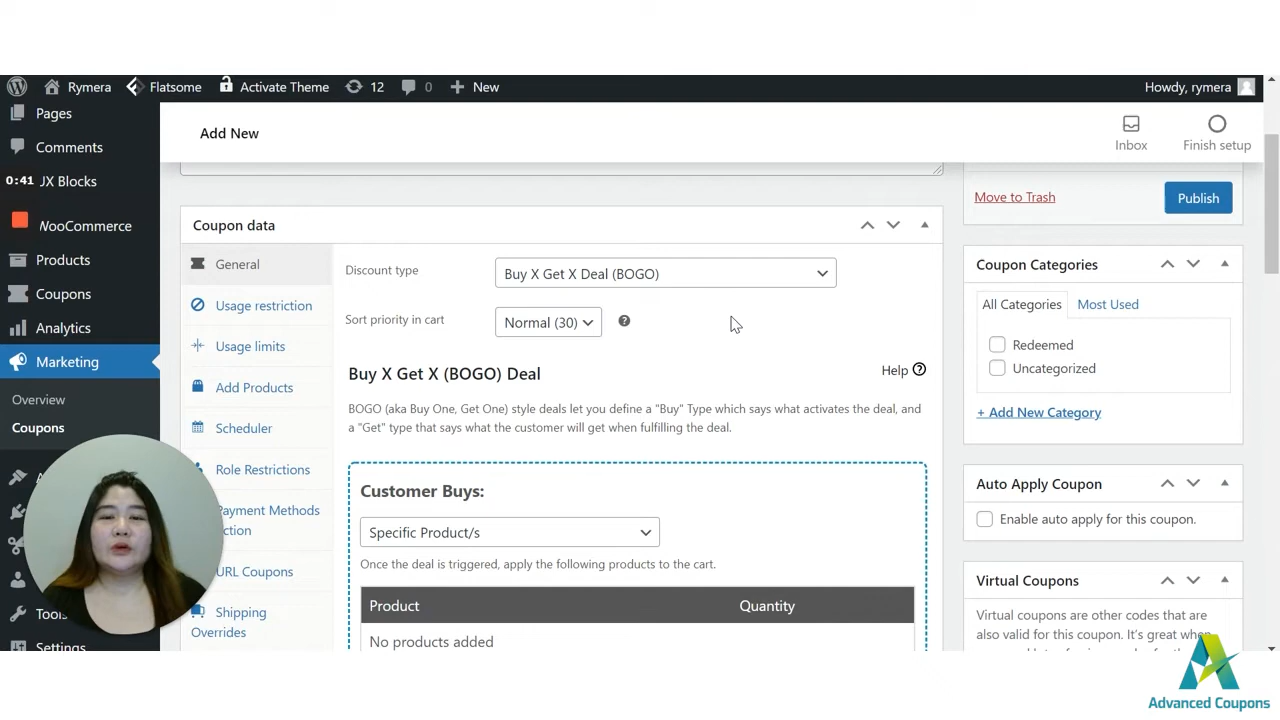 Rymera
Flatsome
Activate Theme
12
0
New
Howdy, rymera
Pages
Comments
0:41
UX Blocks
WooCommerce
Products
Coupons
Analytics
Marketing
Overview
Coupons
Tools
Settings
Add New
Inbox
Finish setup
Coupon data
General
Usage restriction
Usage limits
Add Products
Scheduler
Role Restrictions
Payment Methods
URL Coupons
Shipping
Overrides
Discount type
Buy X Get X Deal (BOGO)
Sort priority in cart
Normal (30)
Buy X Get X (BOGO) Deal
Help
BOGO (aka Buy One, Get One) style deals let you define a "Buy" Type which says what activates the deal, and
a "Get" type that says what the customer will get when fulfilling the deal.
Customer Buys:
Specific Product/s
Once the deal is triggered, apply the following products to the cart.
Product Quantity
No products added
Move to Trash
Publish
Coupon Categories
All Categories
Most Used
Redeemed
Uncategorized
+ Add New Category
Auto Apply Coupon
Enable auto apply for this coupon.
Virtual Coupons
Virtual coupons are other codes that are
also valid for this coupon. It's great when
Advanced Coupons